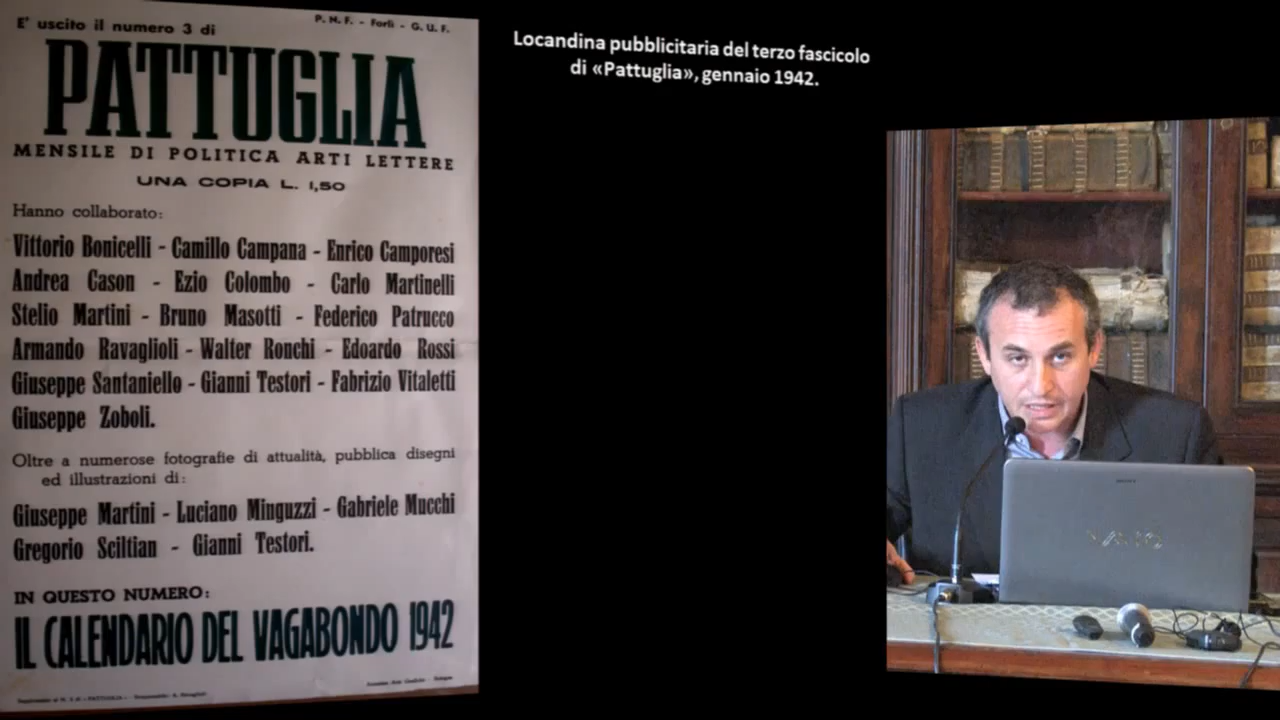 E' uscito il numero 3 di
P. N. F. - Forlì - G. U. F.
PATTUGLIA
MENSILE DI POLITICA ARTI LETTERE
UNA COPIA L. 1,50
Hanno collaborato:
Vittorio Bonicelli - Camillo Campana - Enrico Camporesi
Andrea Cason - Ezio Colombo - Carlo Martinelli
Stelio Martini - Bruno Masotti - Federico Patrucco
Armando Ravaglioli - Walter Ronchi - Edoardo Rossi
Giuseppe Santaniello - Gianni Testori - Fabrizio Vitaletti
Giuseppe Zoboli.
Oltre a numerose fotografie di attualità, pubblica disegni
ed illustrazioni di:
Giuseppe Martini - Luciano Minguzzi - Gabriele Mucchi
Gregorio Sciltian - Gianni Testori.
IN QUESTO NUMERO:
IL CALENDARIO DEL VAGABONDO 1942
Locandina pubblicitaria del terzo fascicolo
di «Pattuglia», gennaio 1942.
SONY
VAIO